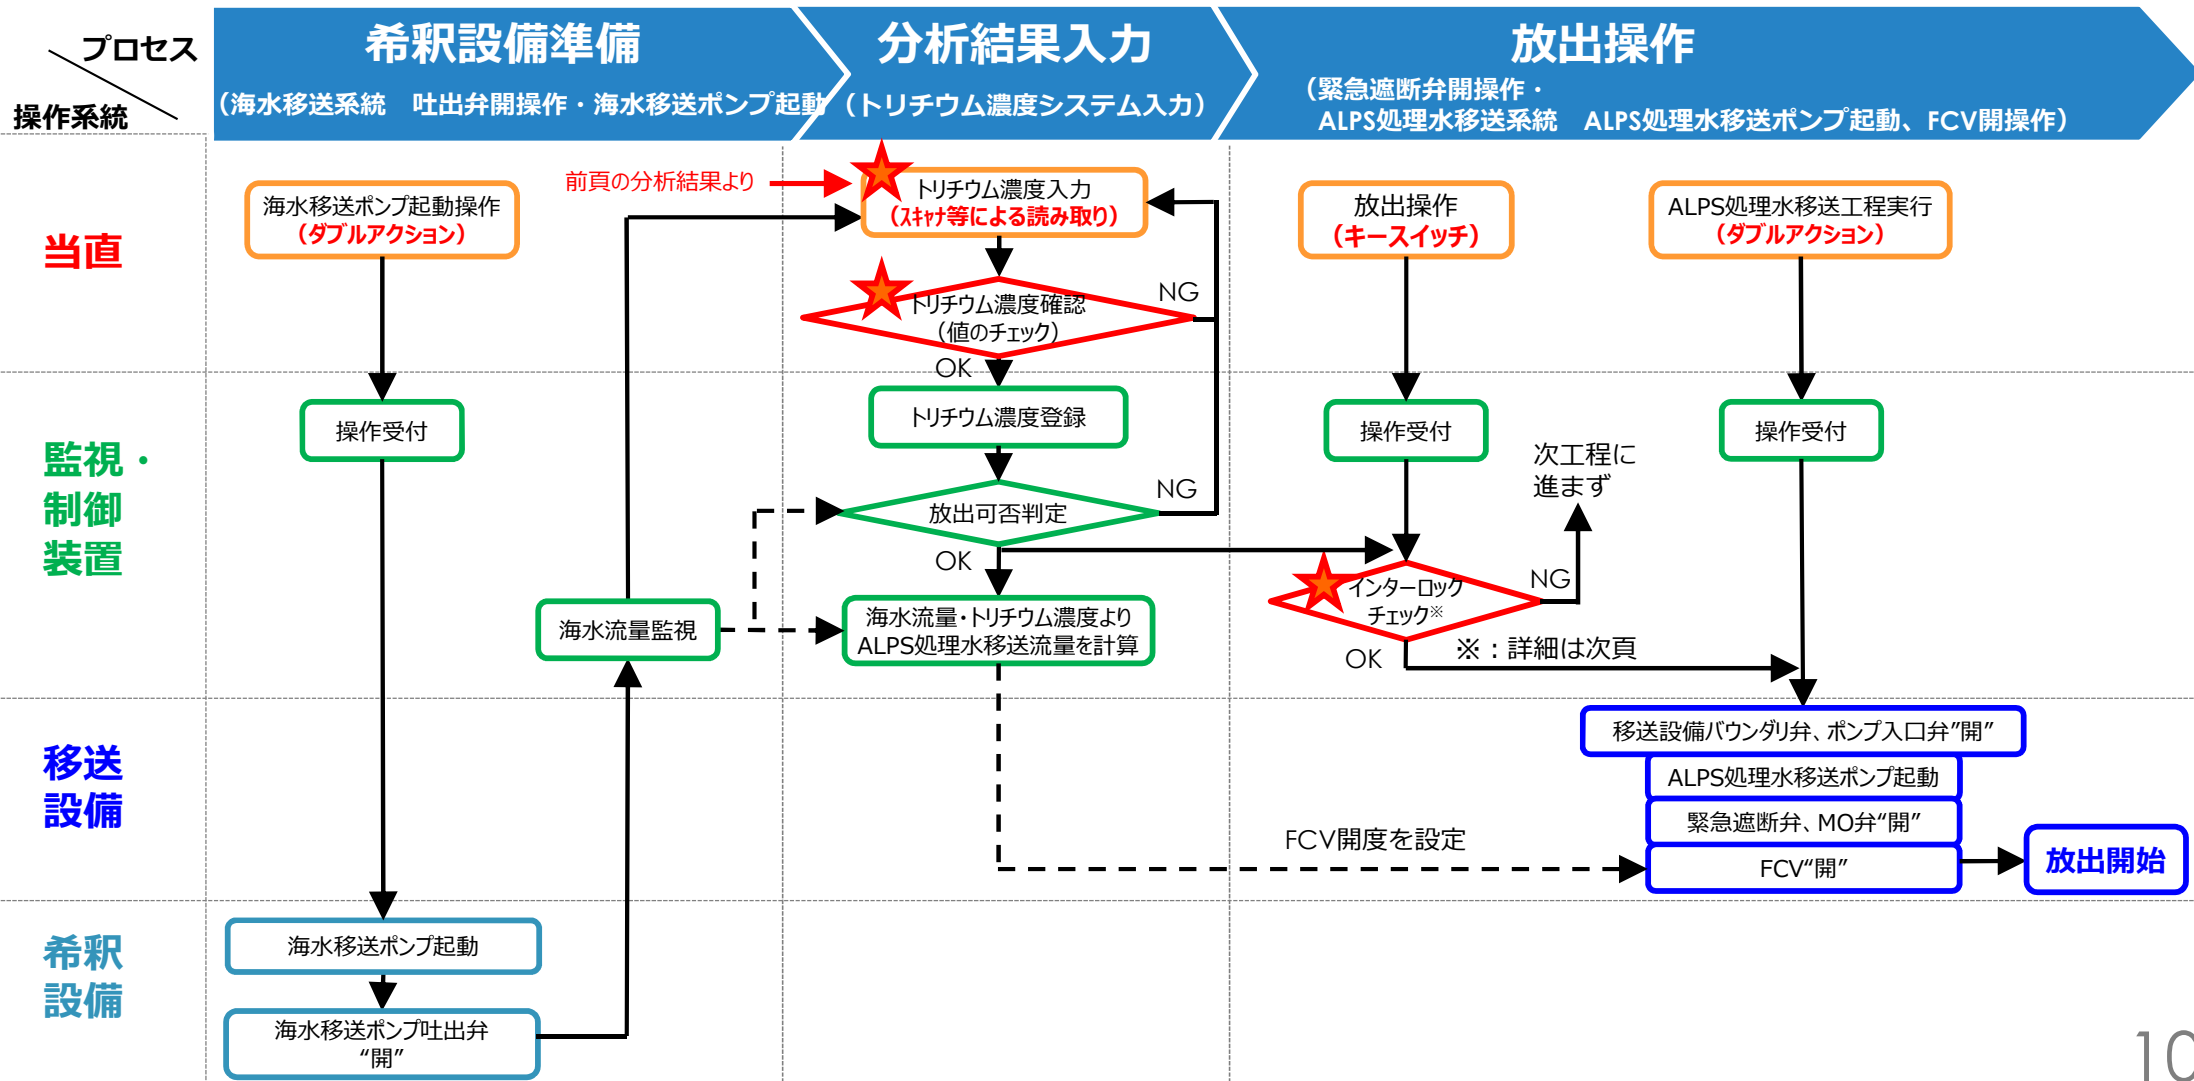 プロセス
操作系統
希釈設備準備
（海水移送系統　吐出弁開操作・海水移送ポンプ起動
分析結果入力
（トリチウム濃度システム入力）
放出操作
（緊急遮断弁開操作・
ALPS処理水移送系統　ALPS処理水移送ポンプ起動、FCV開操作）
当直
海水移送ポンプ起動操作
（ダブルアクション）
前頁の分析結果より
トリチウム濃度入力
（ｽｷｬﾅ等による読み取り）
トリチウム濃度確認
（値のチェック）
NG
OK
放出操作
（キースイッチ）
ALPS処理水移送工程実行
（ダブルアクション）
監視・
制御
装置
操作受付
海水流量監視
トリチウム濃度登録
放出可否判定
NG
OK
海水流量・トリチウム濃度より
ALPS処理水移送流量を計算
操作受付
インターロック
チェック※
NG
次工程に
進まず
OK
※：詳細は次頁
操作受付
移送
設備
FCV開度を設定
移送設備バウンダリ弁、ポンプ入口弁”開”
ALPS処理水移送ポンプ起動
緊急遮断弁、MO弁“開”
FCV“開”
放出開始
希釈
設備
海水移送ポンプ起動
海水移送ポンプ吐出弁
“開”
10